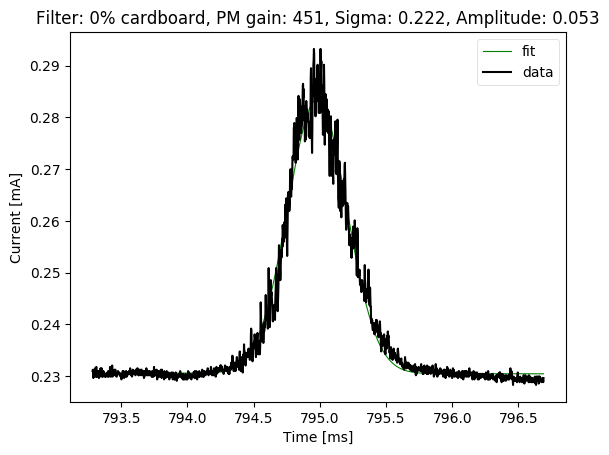 Filter: 0% cardboard, PM gain: 451, Sigma: 0.222, Amplitude: 0.053
fit
data
0.29
0.28
0.27
0.26
0.25
0.24
0.23
Current [mA]
793.5 794.0 794.5 795.0 795.5 796.0 796.5
Time [ms]